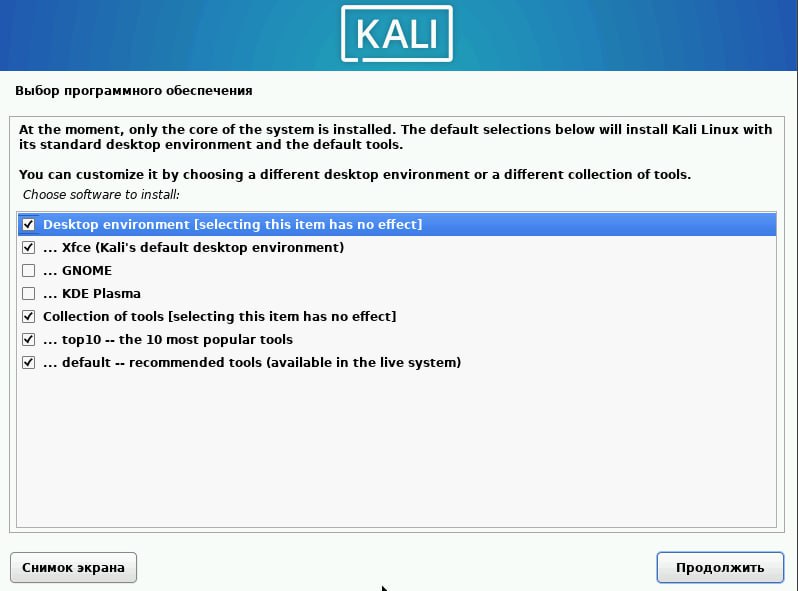 KALI
Выбор программного обеспечения
At the moment, only the core of the system is installed. The default selections below will install Kali Linux with
its standard desktop environment and the default tools.
You can customize it by choosing a different desktop environment or a different collection of tools.
Choose software to install:
Desktop environment [selecting this item has no effect]
... Xfce (Kali's default desktop environment)
... GNOME
... KDE Plasma
Collection of tools [selecting this item has no effect]
... top10 -- the 10 most popular tools
... default -- recommended tools (available in the live system)
Снимок экрана
Продолжить